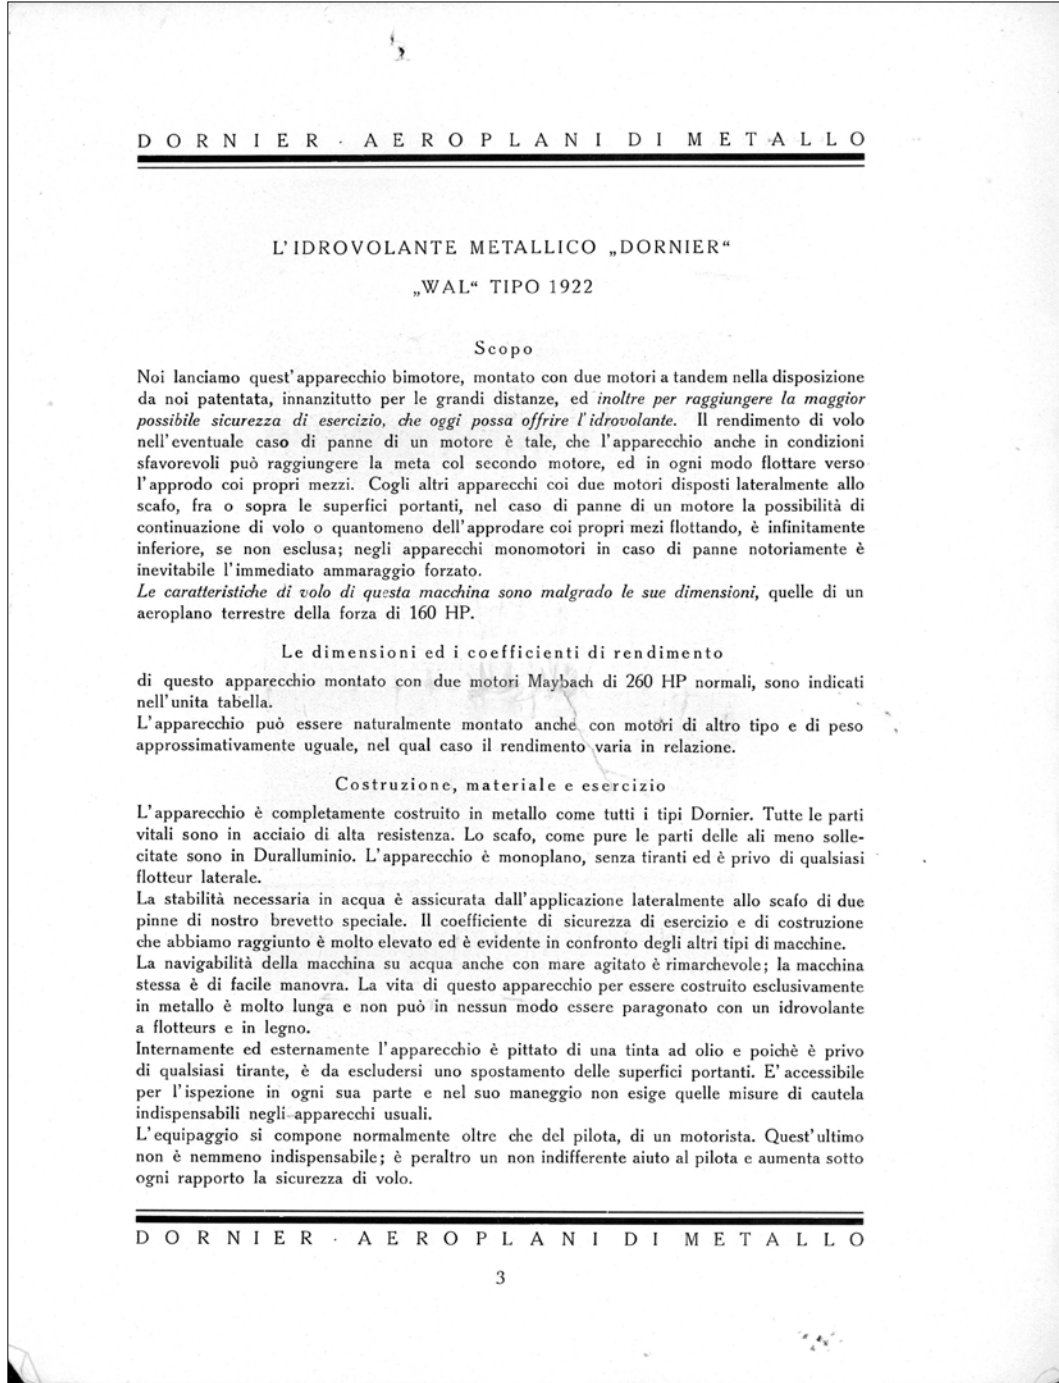 DORNIER · AEROPLANI DI METALLO
L'IDROVOLANTE METALLICO „DORNIER“
„WAL“ TIPO 1922
Scopo
Noi lanciamo quest'apparecchio bimotore, montato con due motori a tandem nella disposizione
da noi patentata, innanzitutto per le grandi distanze, ed inoltre per raggiungere la maggior
possibile sicurezza di esercizio, che oggi possa offrire l'idrovolante. Il rendimento di volo
nell'eventuale caso di panne di un motore è tale, che l'apparecchio anche in condizioni
sfavorevoli può raggiungere la meta col secondo motore, ed in ogni modo flottare verso
l'approdo coi propri mezzi. Cogli altri apparecchi coi due motori disposti lateralmente allo
scafo, fra o sopra le superfici portanti, nel caso di panne di un motore la possibilità di
continuazione di volo o quantomeno dell'approdare coi propri mezi flottando, è infinitamente
inferiore, se non esclusa; negli apparecchi monomotori in caso di panne notoriamente è
inevitabile l'immediato ammaraggio forzato.
Le caratteristiche di volo di questa macchina sono malgrado le sue dimensioni, quelle di un
aeroplano terrestre della forza di 160 HP.
Le dimensioni ed i coefficienti di rendimento
di questo apparecchio montato con due motori Maybach di 260 HP normali, sono indicati
nell'unita tabella.
L'apparecchio può essere naturalmente montato anche con motori di altro tipo e di peso
approssimativamente uguale, nel qual caso il rendimento varia in relazione.
Costruzione, materiale e esercizio
L'apparecchio è completamente costruito in metallo come tutti i tipi Dornier. Tutte le parti
vitali sono in acciaio di alta resistenza. Lo scafo, come pure le parti delle ali meno solle-
citate sono in Duralluminio. L'apparecchio è monoplano, senza tiranti ed è privo di qualsiasi
flotteur laterale.
La stabilità necessaria in acqua è assicurata dall'applicazione lateralmente allo scafo di due
pinne di nostro brevetto speciale. Il coefficiente di sicurezza di esercizio e di costruzione
che abbiamo raggiunto è molto elevato ed è evidente in confronto degli altri tipi di macchine.
La navigabilità della macchina su acqua anche con mare agitato è rimarchevole; la macchina
stessa è di facile manovra. La vita di questo apparecchio per essere costruito esclusivamente
in metallo è molto lunga e non può in nessun modo essere paragonato con un idrovolante
a flotteurs e in legno.
Internamente ed esternamente l'apparecchio è pittato di una tinta ad olio e poichè è privo
di qualsiasi tirante, è da escludersi uno spostamento delle superfici portanti. E' accessibile
per l'ispezione in ogni sua parte e nel suo maneggio non esige quelle misure di cautela
indispensabili negli apparecchi usuali.
L'equipaggio si compone normalmente oltre che del pilota, di un motorista. Quest'ultimo
non è nemmeno indispensabile; è peraltro un non indifferente aiuto al pilota e aumenta sotto
ogni rapporto la sicurezza di volo.
DORNIER · AEROPLANI DI METALLO
3